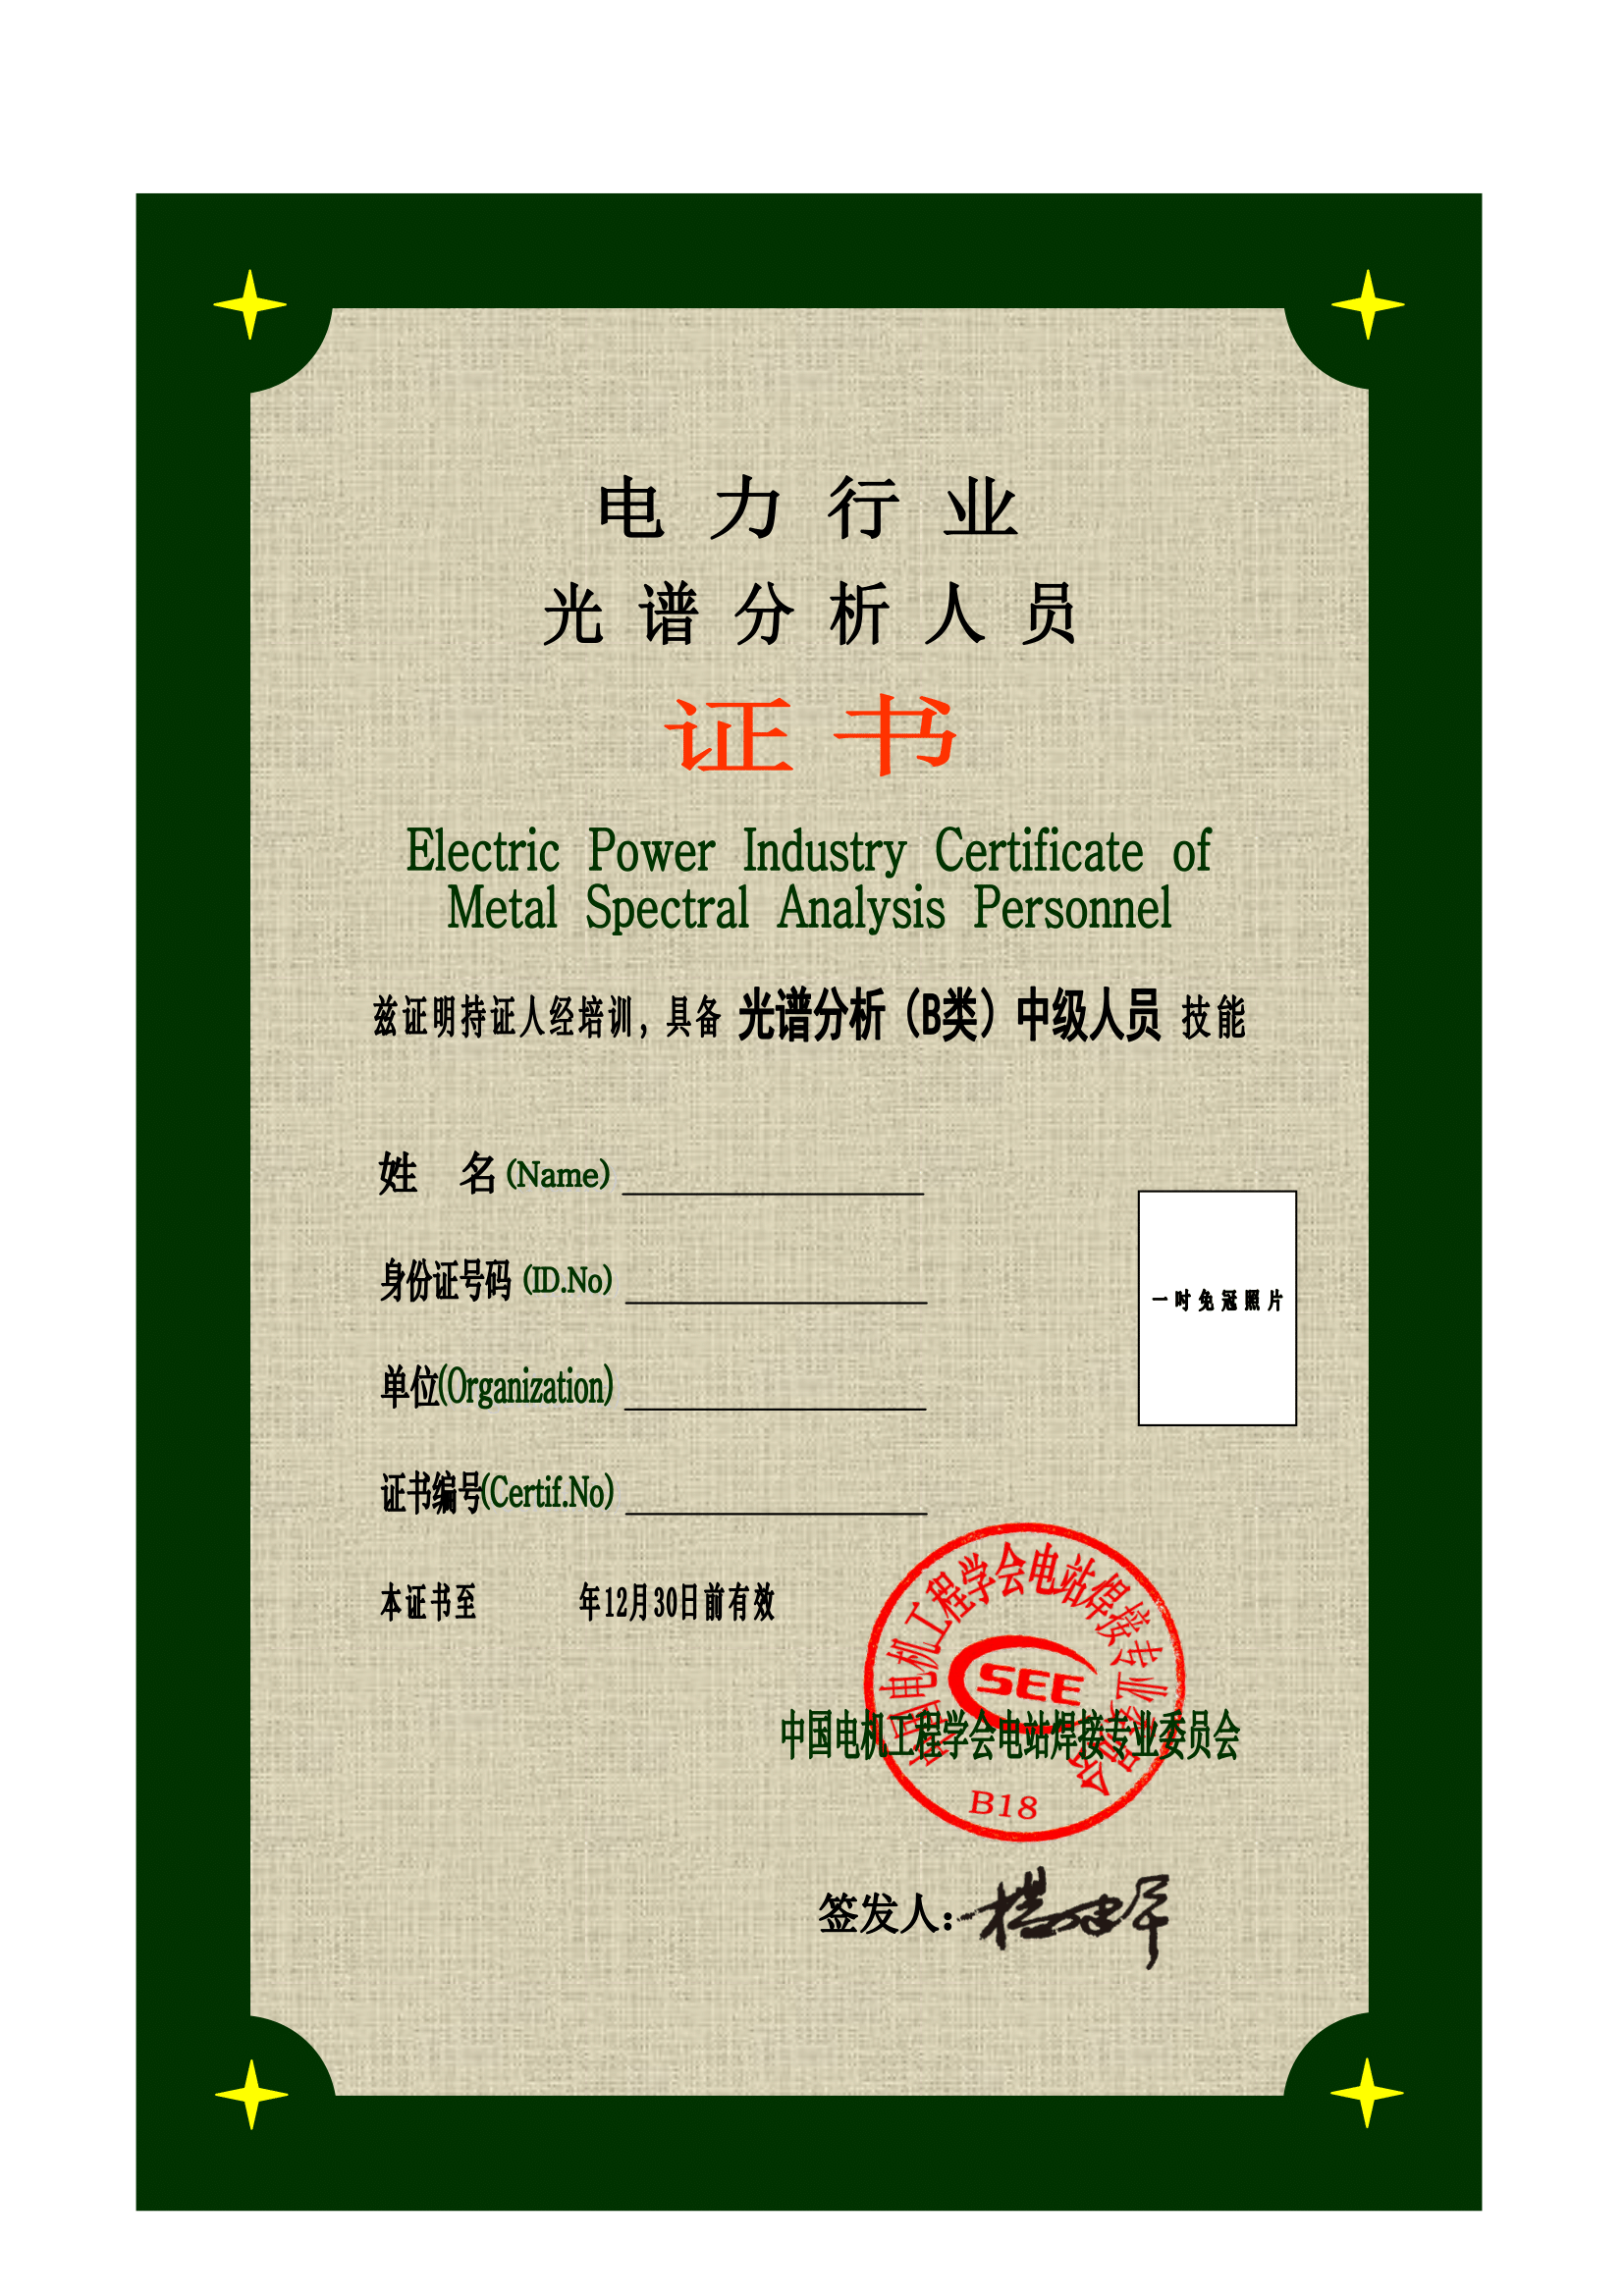 电力行业
光谱分析人员
证书
Electric Power Industry Certificate of
Metal Spectral Analysis Personnel
兹证明持证人经培训，具备 光谱分析（B类）中级人员 技能
姓 名(Name)
身份证号码(ID.No)
一吋免冠照片
单位(Organization)
证书编号(Certif.No)
本证书至 年12月30日前有效
中国电机工程学会电站焊接专业委员会
SEE
中国电机工程学会电站焊接专业委员会
B18
签发人：